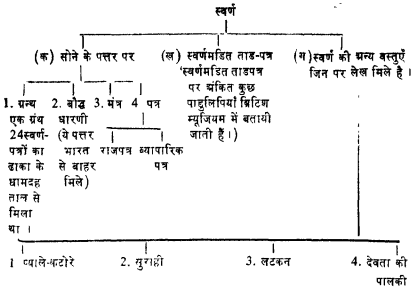 स्वर्ण
(क) सोने के पत्तर पर
(ख) स्वर्णमंडित ताड-पत्र
(ग) स्वर्ण की अन्य वस्तुएँ
'स्वर्णमंडित ताडपत्र
जिन पर लेख मिले है ।
पर अंकित कुछ
पाडुलिपियाँ ब्रिटिश
म्यूजियम में बतायी
जाती हैं ।)
1. ग्रन्थ 2. बौद्ध 3. मंत्र 4 पत्र
एक ग्रंथ धारणी
24स्वर्ण- (ये पत्तर
पत्रों का भारत राजपत्र व्यापारिक
ढाका के से बाहर पत्र
धामदह मिले)
तान्न से
मिला
था ।
1 प्याले-कटोरे 2. सुराही 3. लटकन 4. देवता की
पालकी